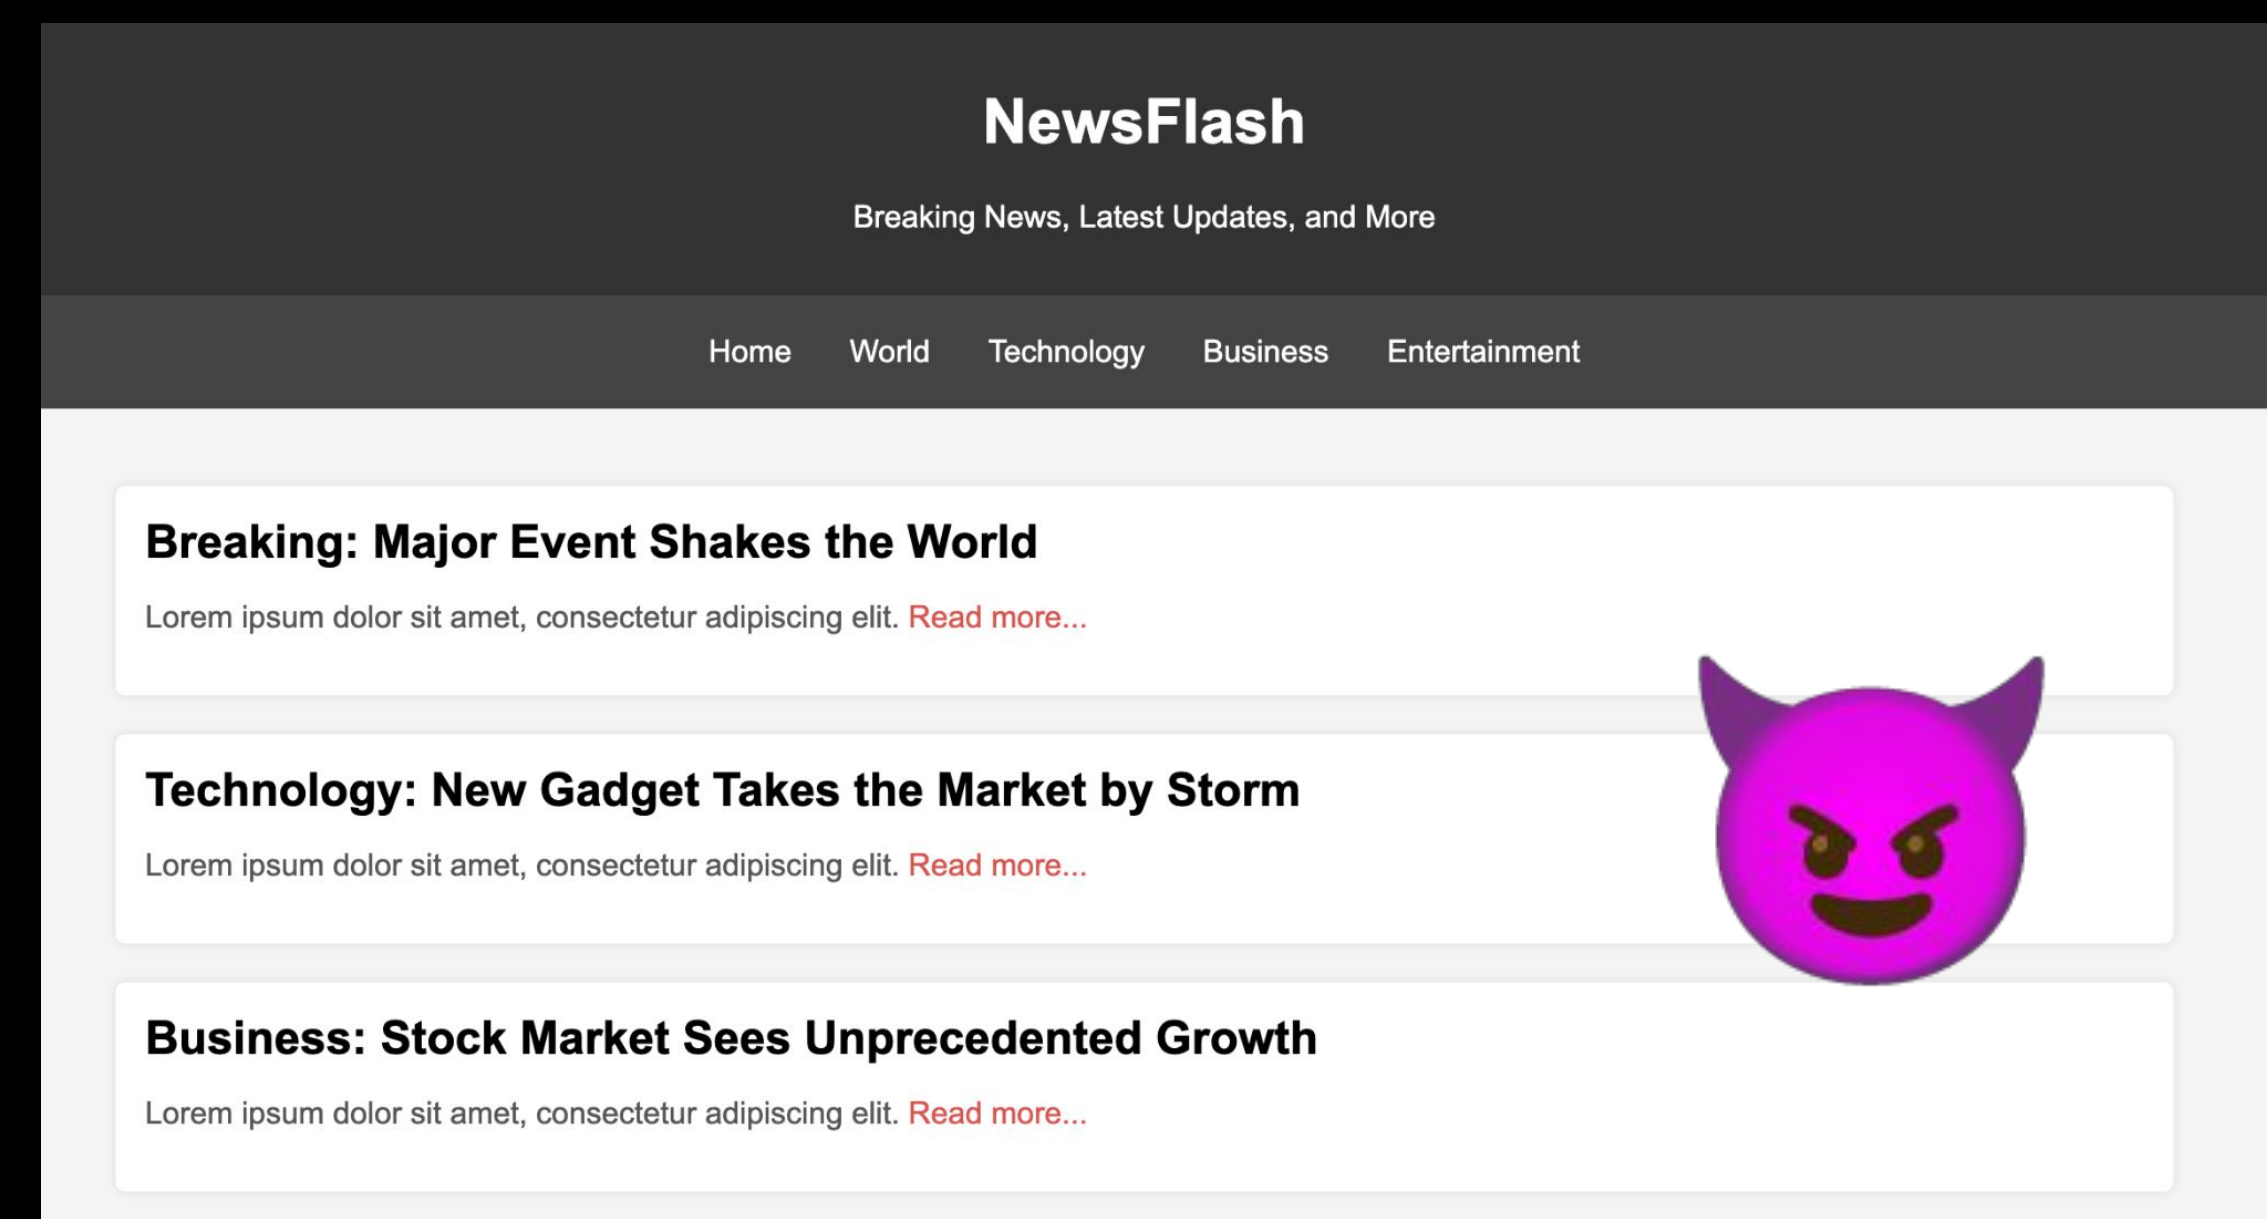 NewsFlash
Breaking News, Latest Updates, and More
Home World Technology Business Entertainment
Breaking: Major Event Shakes the World
Lorem ipsum dolor sit amet, consectetur adipiscing elit. Read more...
Technology: New Gadget Takes the Market by Storm
Lorem ipsum dolor sit amet, consectetur adipiscing elit. Read more...
Business: Stock Market Sees Unprecedented Growth
Lorem ipsum dolor sit amet, consectetur adipiscing elit. Read more...